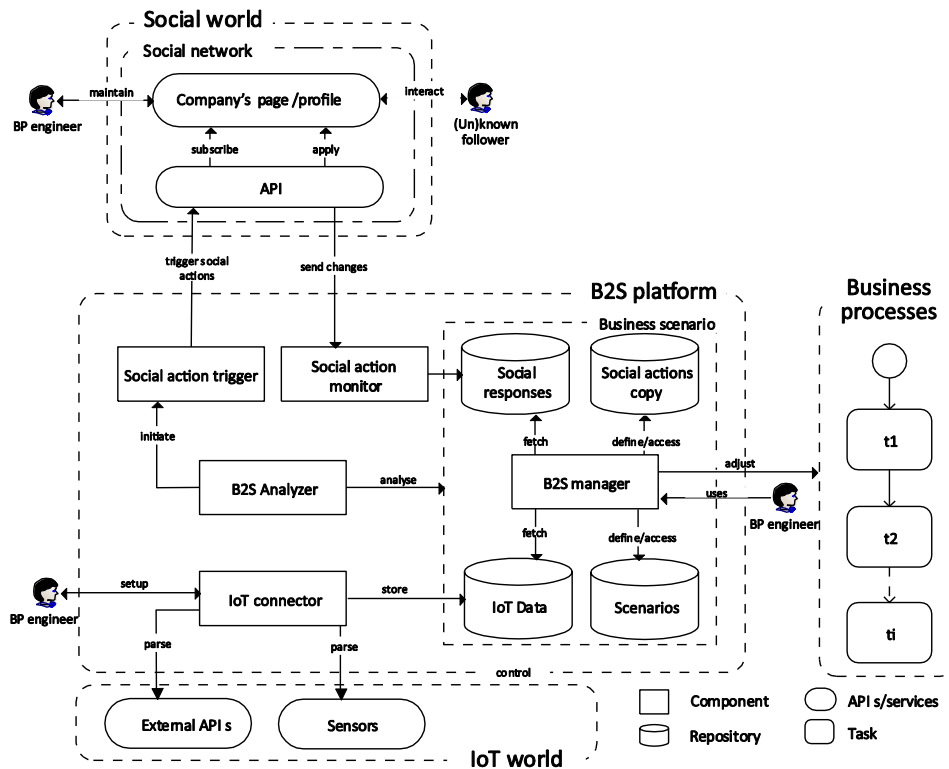 Social world
Social network
Company's page /profile
maintain
interact
BP engineer
(Un)known
follower
subscribe
apply
API
trigger social
actions
send changes
B2S platform
Business
processes
Business scenario
Social action trigger
Social action
monitor
Social
responses
Social actions
copy
initiate
fetch
define/access
t1
B2S Analyzer
analyse
B2S manager
adjust
uses
BP engineer
fetch
define/access
t2
setup
BP engineer
IoT connector
store
IoT Data
Scenarios
ti
parse
parse
control
External API s
Sensors
IoT world
Component
API s/services
Repository
Task